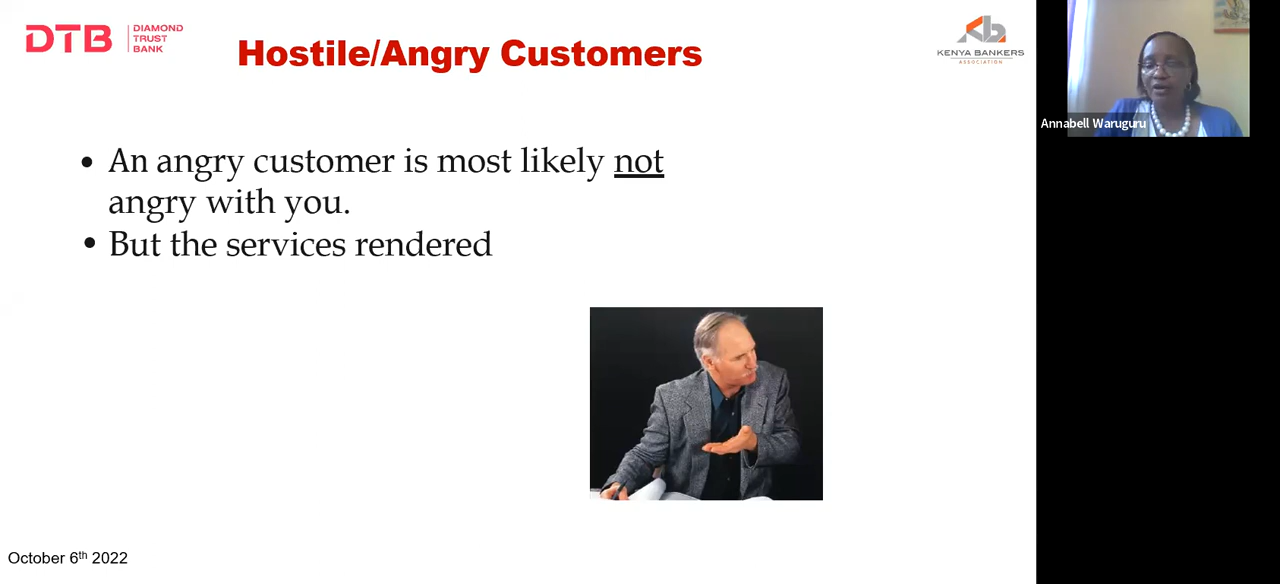 DTB
DIAMOND
TRUST
BANK
Hostile/Angry Customers
KENYA BANKERS
ASSOCIATION
Annabell Waruguru
• An angry customer is most likely not
angry with you.
• But the services rendered
October 6th 2022